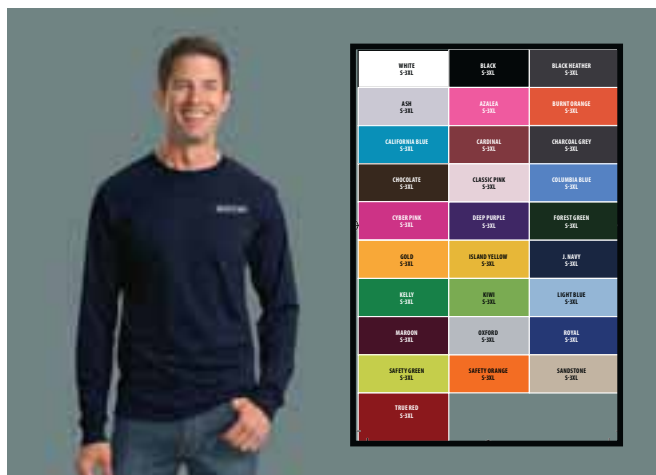 WHITE
S-3XL
BLACK
S-3XL
BLACK HEATHER
S-3XL
ASH
S-3XL
AZALEA
S-3XL
BURNT ORANGE
S-3XL
CALIFORNIA BLUE
S-3XL
CARDINAL
S-3XL
CHARCOAL GREY
S-3XL
CHOCOLATE
S-3XL
CLASSIC PINK
S-3XL
COLUMBIA BLUE
S-3XL
CYBER PINK
S-3XL
DEEP PURPLE
S-3XL
FOREST GREEN
S-3XL
GOLD
S-3XL
ISLAND YELLOW
S-3XL
J. NAVY
S-3XL
KELLY
S-3XL
KIWI
S-3XL
LIGHT BLUE
S-3XL
MAROON
S-3XL
OXFORD
S-3XL
ROYAL
S-3XL
SAFETY GREEN
S-3XL
SAFETY ORANGE
S-3XL
SANDSTONE
S-3XL
TRUE RED
S-3XL